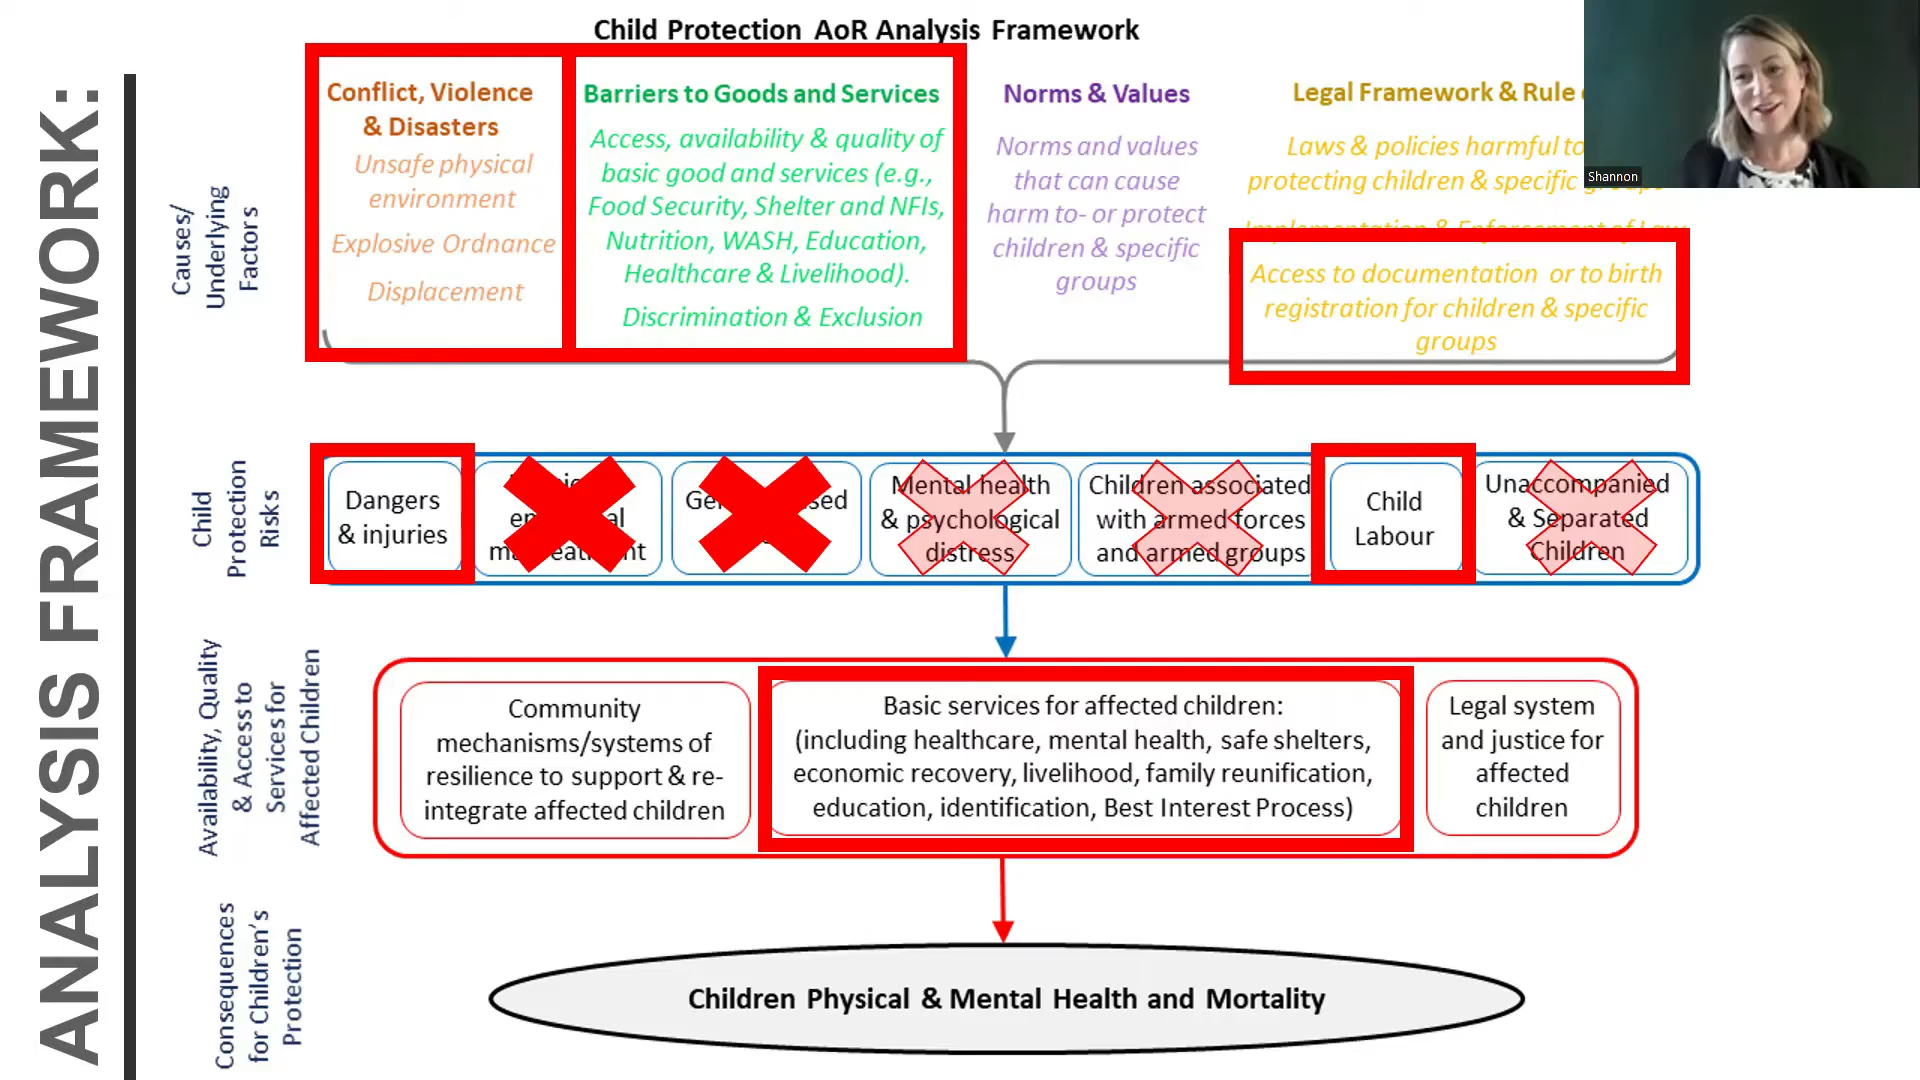 ANALYSIS FRAMEWORK:
Child Protection AoR Analysis Framework
Causes/
Underlying
Factors
Conflict, Violence
& Disasters
Unsafe physical
environment
Explosive Ordnance
Displacement
Barriers to Goods and Services
Access, availability & quality of
basic good and services (e.g.,
Food Security, Shelter and NFIs,
Nutrition, WASH, Education,
Healthcare & Livelihood).
Discrimination & Exclusion
Norms & Values
Norms and values
that can cause
harm to- or protect
children & specific
groups
Legal Framework & Rule
Laws & policies harmful to
protecting children & specific
Implementation & Enforcement of Law
Access to documentation or to birth
registration for children & specific
groups
Shannon
Child
Protection
Risks
Dangers
& injuries
Mental health
& psychological
distress
Children associated
with armed forces
and armed groups
Child
Labour
Unaccompanied
& Separated
Children
Availability, Quality
& Access to
Services for
Affected Children
Community
mechanisms/systems of
resilience to support & re-
integrate affected children
Basic services for affected children:
(including healthcare, mental health, safe shelters,
economic recovery, livelihood, family reunification,
education, identification, Best Interest Process)
Legal system
and justice for
affected
children
Consequences
for Children's
Protection
Children Physical & Mental Health and Mortality